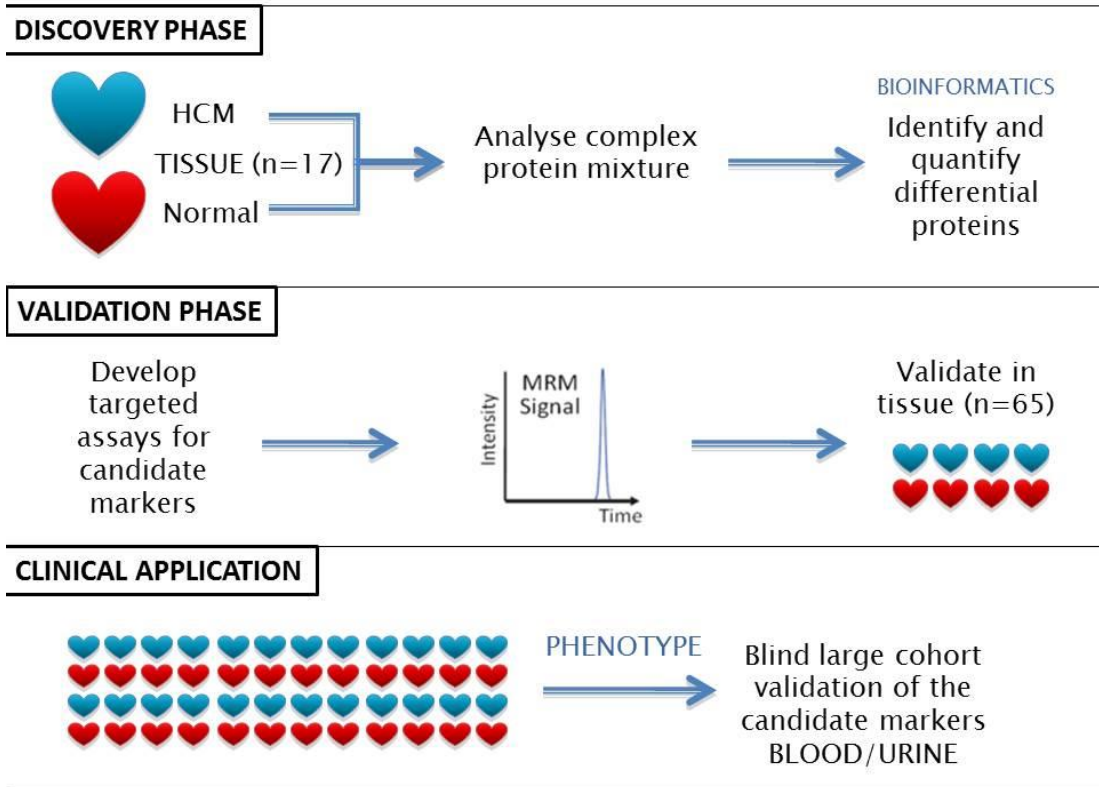 DISCOVERY PHASE
HCM
TISSUE (n=17)
Normal
Analyse complex
protein mixture
BIOINFORMATICS
Identify and
quantify
differential
proteins
VALIDATION PHASE
Develop
targeted
assays for
candidate
markers
MRM
Signal
Intensity
Time
Validate in
tissue (n=65)
CLINICAL APPLICATION
PHENOTYPE
Blind large cohort
validation of the
candidate markers
BLOOD/URINE